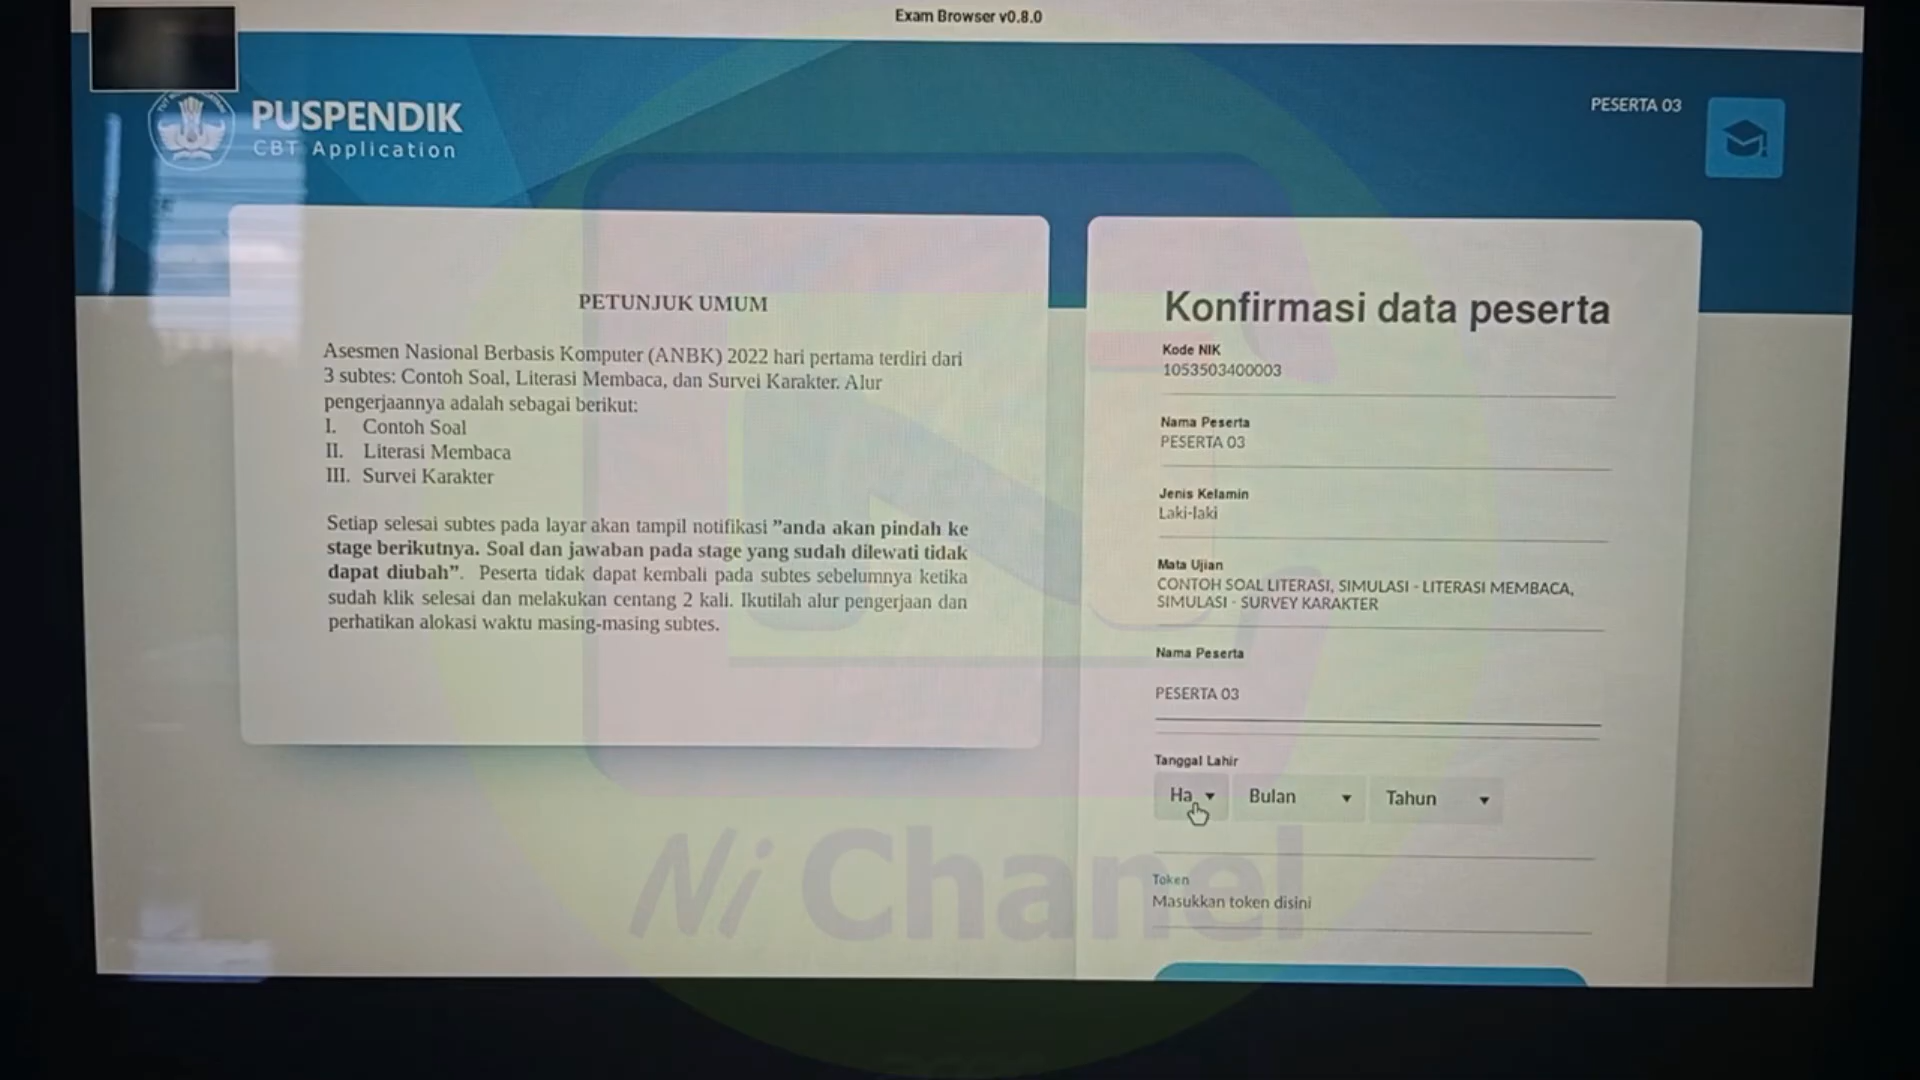 Exam Browser v0.8.0
PUSPENDIK
CBT Application
PESERTA 03
PETUNJUK UMUM
Asesmen Nasional Berbasis Komputer (ANBK) 2022 hari pertama terdiri dari
3 subtes: Contoh Soal, Literasi Membaca, dan Survei Karakter. Alur
pengerjaannya adalah sebagai berikut:
I. Contoh Soal
II. Literasi Membaca
III. Survei Karakter
Setiap selesai subtes pada layar akan tampil notifikasi ”anda akan pindah ke
stage berikutnya. Soal dan jawaban pada stage yang sudah dilewati tidak
dapat diubah”. Peserta tidak dapat kembali pada subtes sebelumnya ketika
sudah klik selesai dan melakukan centang 2 kali. Ikutilah alur pengerjaan dan
perhatikan alokasi waktu masing-masing subtes.
Konfirmasi data peserta
Kode NIK
1053503400003
Nama Peserta
PESERTA 03
Jenis Kelamin
Laki-laki
Mata Ujian
CONTOH SOAL LITERASI, SIMULASI - LITERASI MEMBACA,
SIMULASI - SURVEY KARAKTER
Nama Peserta
PESERTA 03
Tanggal Lahir
Ha Bulan Tahun
Token
Masukkan token disini
Ni Chanel